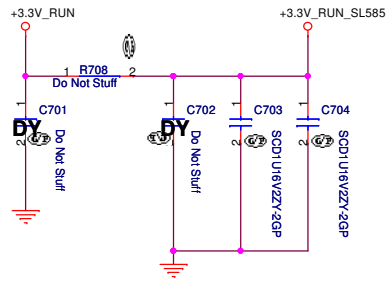 +3.3V_RUN
+3.3V_RUN_SL585
1 R708 2
Do Not Stuff
1
C701
DY
2
Do Not Stuff
1
C702
DY
2
Do Not Stuff
1
C703
2
SCD1U16V2ZY-2GP
1
C704
2
SCD1U16V2ZY-2GP